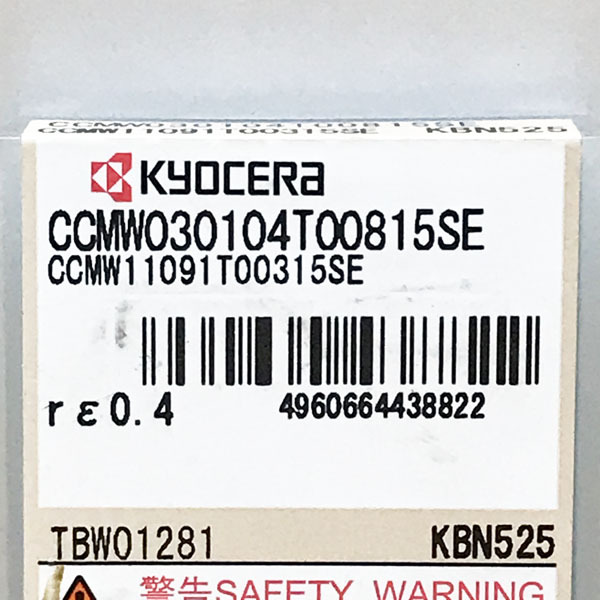 CCMW030104T00815SE
CCMW11091T00315SE KBN525
KYOCERA
CCMW030104T00815SE
CCMW11091T00315SE
rε0.4 4960664438822
TBW01281 KBN525
警告SAFETY WARNING